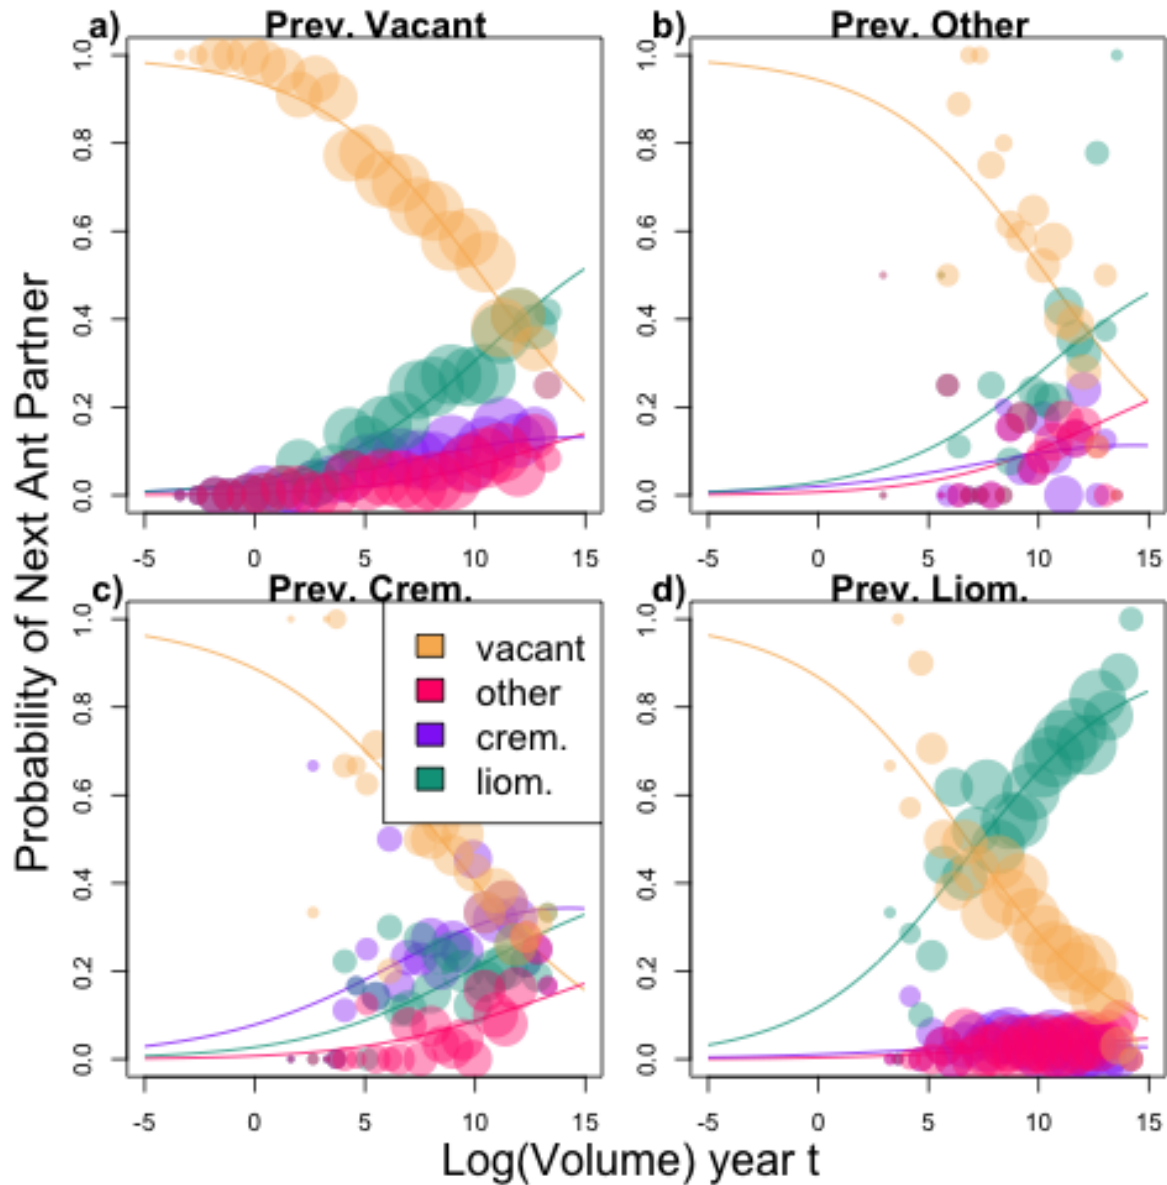 a) Prev. Vacant
b) Prev. Other
1.0
0.8
0.6
0.4
0.2
0.0
-5 0 5 10 15
-5 0 5 10 15
c) Prev. Crem.
d) Prev. Liom.
1.0
0.8
0.6
0.4
0.2
0.0
vacant
other
crem.
liom.
1.0
0.8
0.6
0.4
0.2
0.0
1.0
0.8
0.6
0.4
0.2
0.0
-5 0 5 10 15
-5 0 5 10 15
Probability of Next Ant Partner
Log(Volume) year t